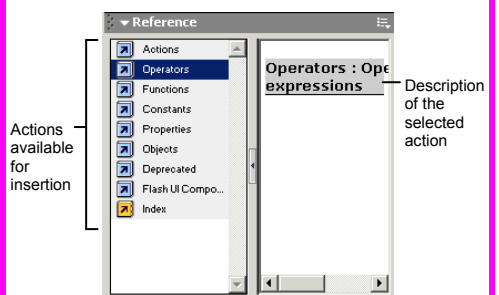 Reference
Actions
Operators
Functions
Constants
Properties
Objects
Deprecated
Flash UI Compo...
Index
Operators : Ope
expressions
Actions
available
for
insertion
Description
of the
selected
action